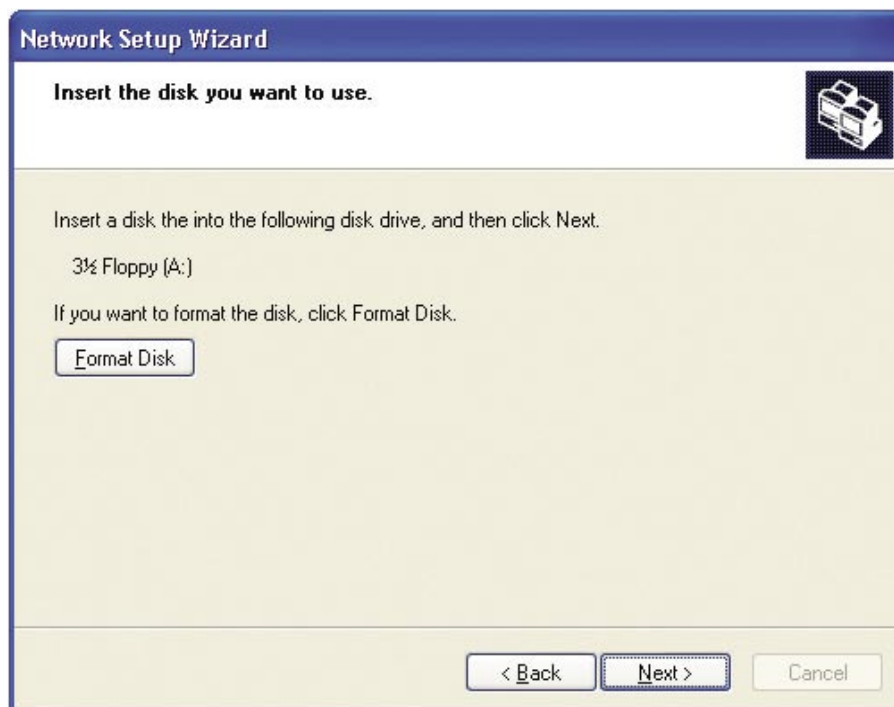 Network Setup Wizard
Insert the disk you want to use.
Insert a disk the into the following disk drive, and then click Next.
3½ Floppy (A:)
If you want to format the disk, click Format Disk.
Format Disk
< Back Next > Cancel